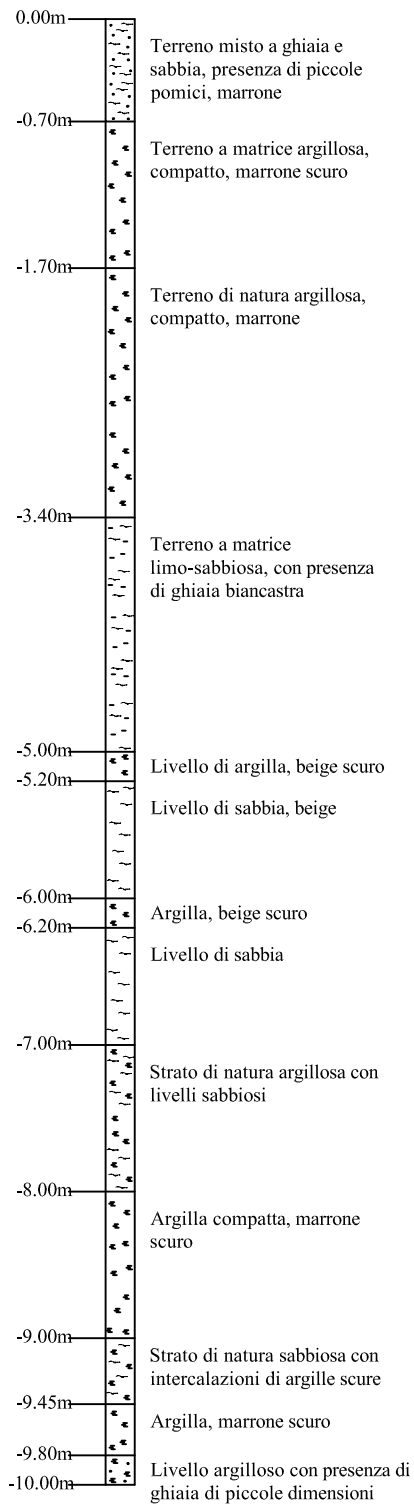 0.00m
Terreno misto a ghiaia e
sabbia, presenza di piccole
pomici, marrone
-0.70m
Terreno a matrice argillosa,
compatto, marrone scuro
-1.70m
Terreno di natura argillosa,
compatto, marrone
-3.40m
Terreno a matrice
limo-sabbiosa, con presenza
di ghiaia biancastra
-5.00m
Livello di argilla, beige scuro
-5.20m
Livello di sabbia, beige
-6.00m
Argilla, beige scuro
-6.20m
Livello di sabbia
-7.00m
Strato di natura argillosa con
livelli sabbiosi
-8.00m
Argilla compatta, marrone
scuro
-9.00m
Strato di natura sabbiosa con
intercalazioni di argille scure
-9.45m
Argilla, marrone scuro
-9.80m
Livello argilloso con presenza di
ghiaia di piccole dimensioni
-10.00m